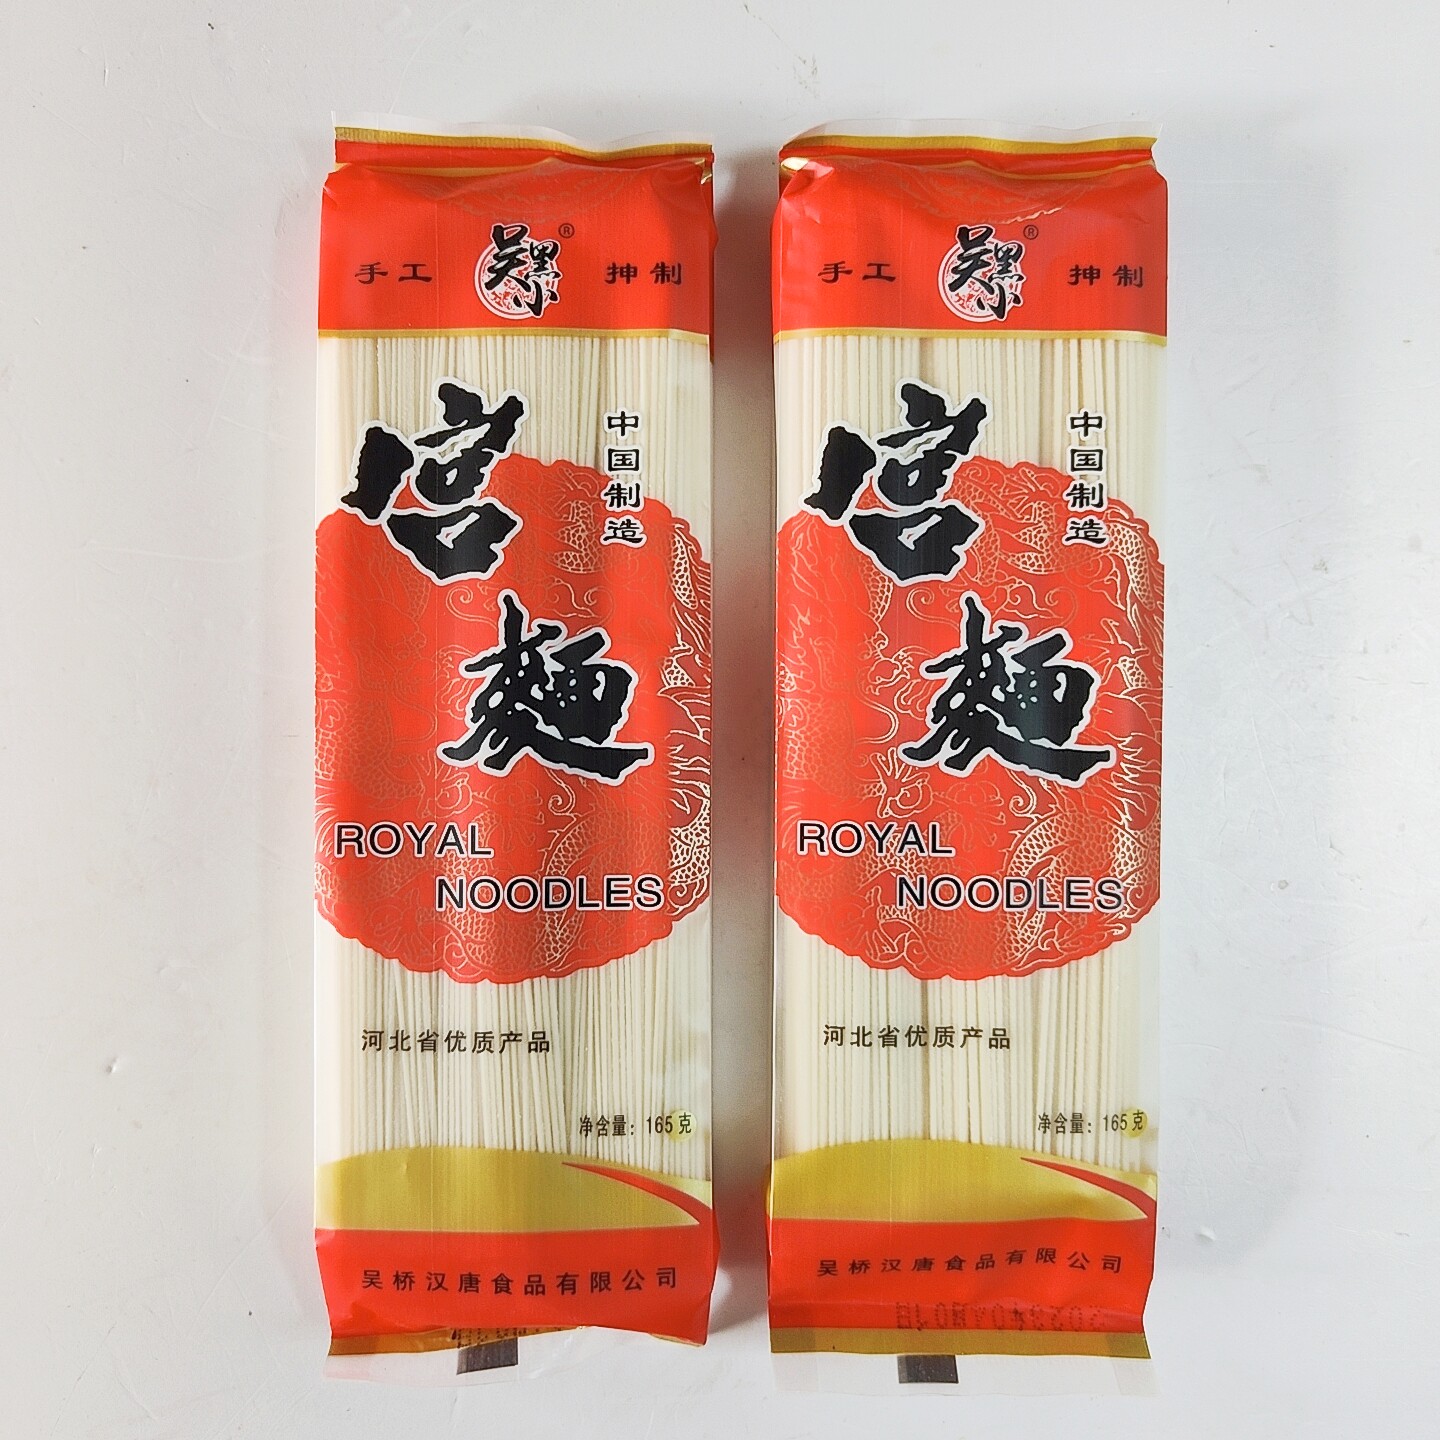 手工
吴黑小®
抻制
宫麵
中国制造
ROYAL
NOODLES
河北省优质产品
净含量：165克
吴桥汉唐食品有限公司
手工
吴黑小®
抻制
宫麵
中国制造
ROYAL
NOODLES
河北省优质产品
净含量：165克
吴桥汉唐食品有限公司